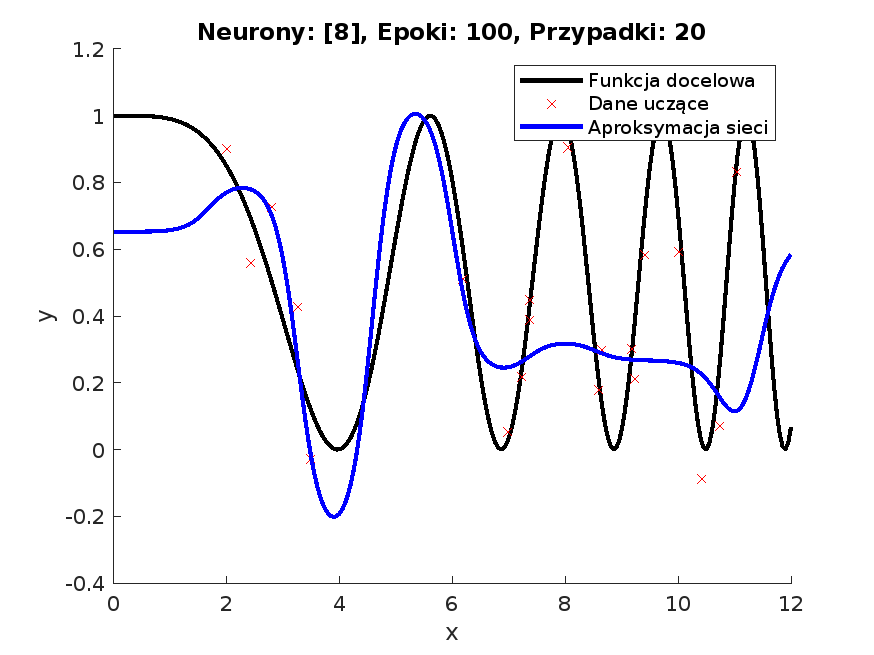 Neurony: [8], Epoki: 100, Przypadki: 20
1.2
1
0.8
0.6
0.4
0.2
0
-0.2
-0.4
y
Funkcja docelowa
Dane uczące
Aproksymacja sieci
0 2 4 6 8 10 12
x